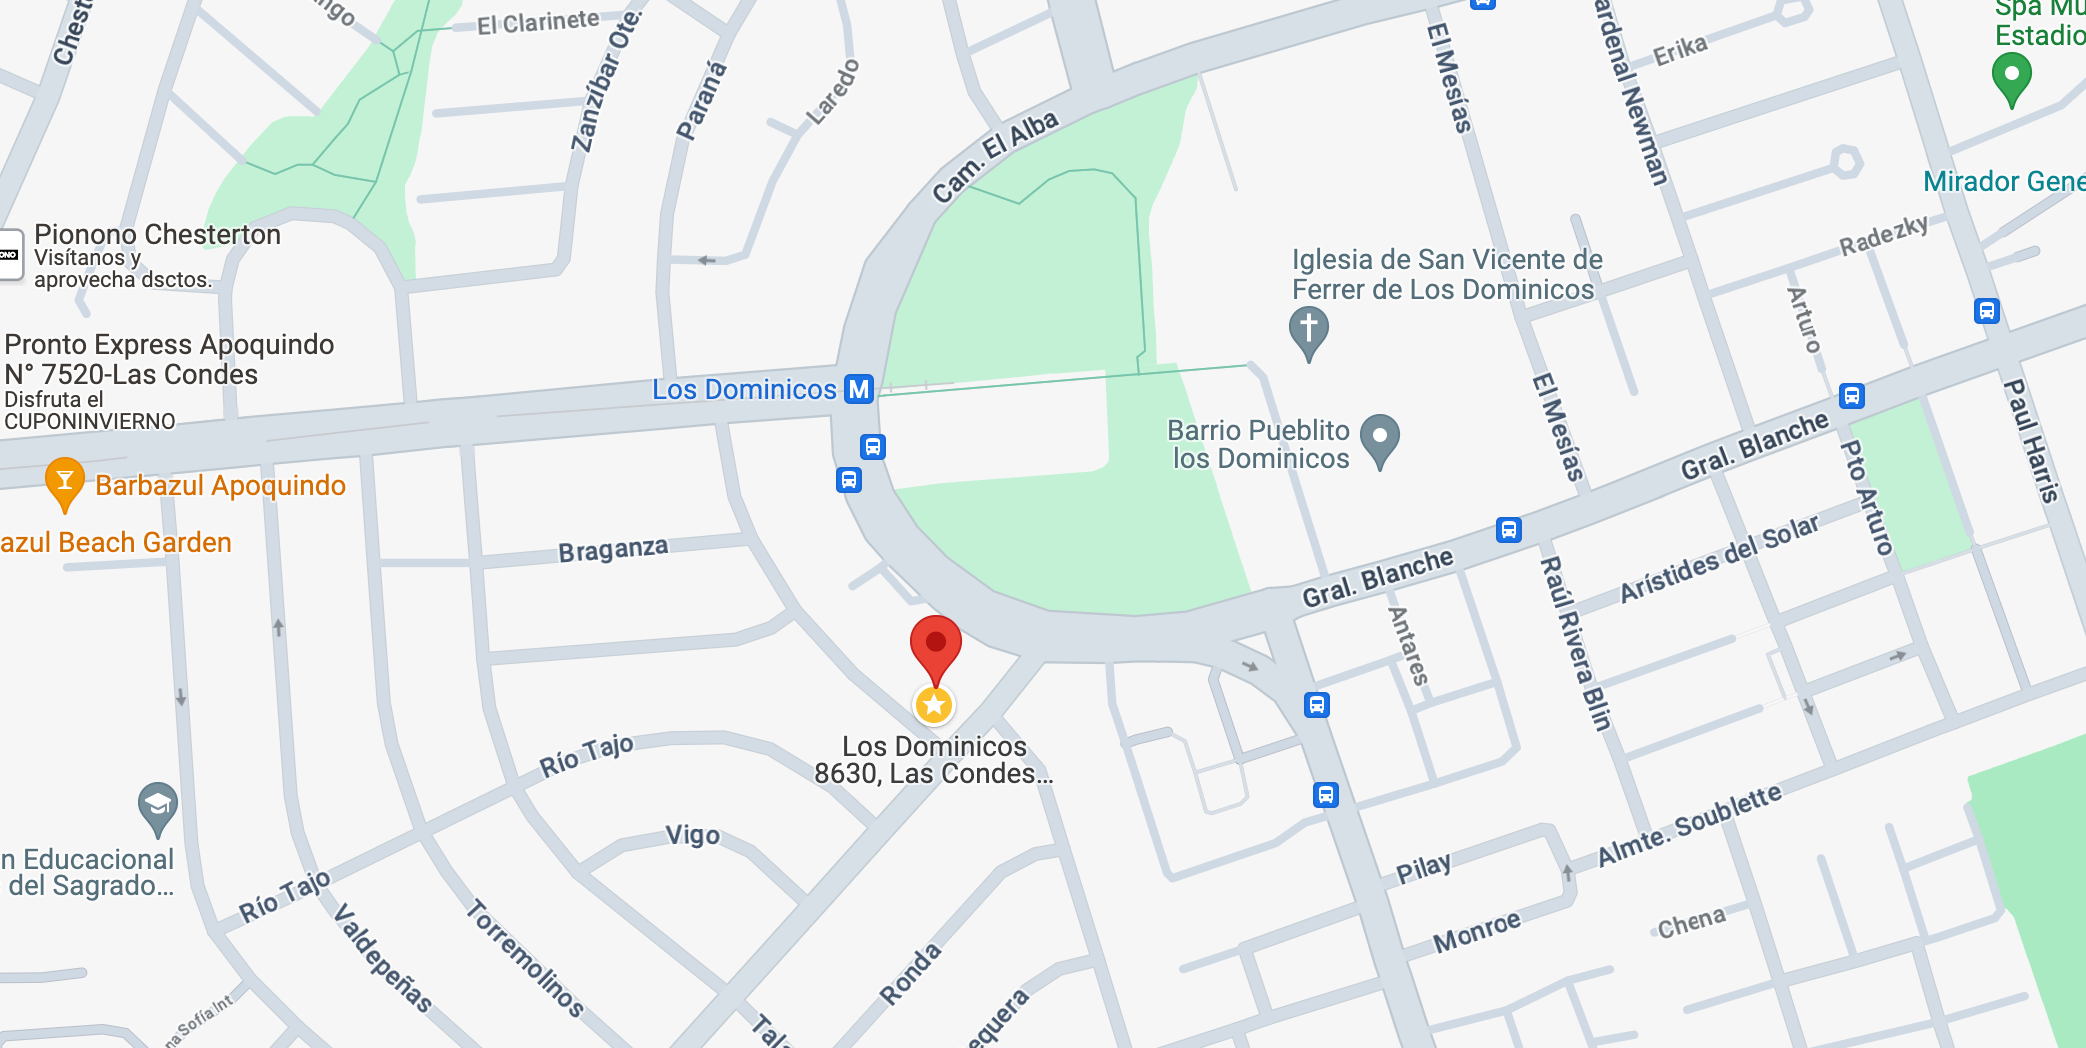 El Clarinete
Zanzíbar Ote.
Paraná
Laredo
Cam. El Alba
El Mesías
Erika
Spa Mu
Estadio
Mirador Gene
Radezky
Arturo
Pionono Chesterton
Visítanos y
aprovecha dsctos.
Iglesia de San Vicente de
Ferrer de Los Dominicos
Pronto Express Apoquindo
N° 7520-Las Condes
Disfruta el
CUPONINVIERNO
Los Dominicos
M
El Mesías
Paul Harris
Barrio Pueblito
los Dominicos
Gral. Blanche
Pto Arturo
Barbazul Apoquindo
azul Beach Garden
Braganza
Arístides del Solar
Gral. Blanche
Raúl Rivera Blin
Antares
Los Dominicos
8630, Las Condes...
Río Tajo
Vigo
Almte. Soublette
Pilay
n Educacional
del Sagrado...
Río Tajo
Valdepeñas
Torremolinos
Monroe
Chena
Ronda
equera
Newman